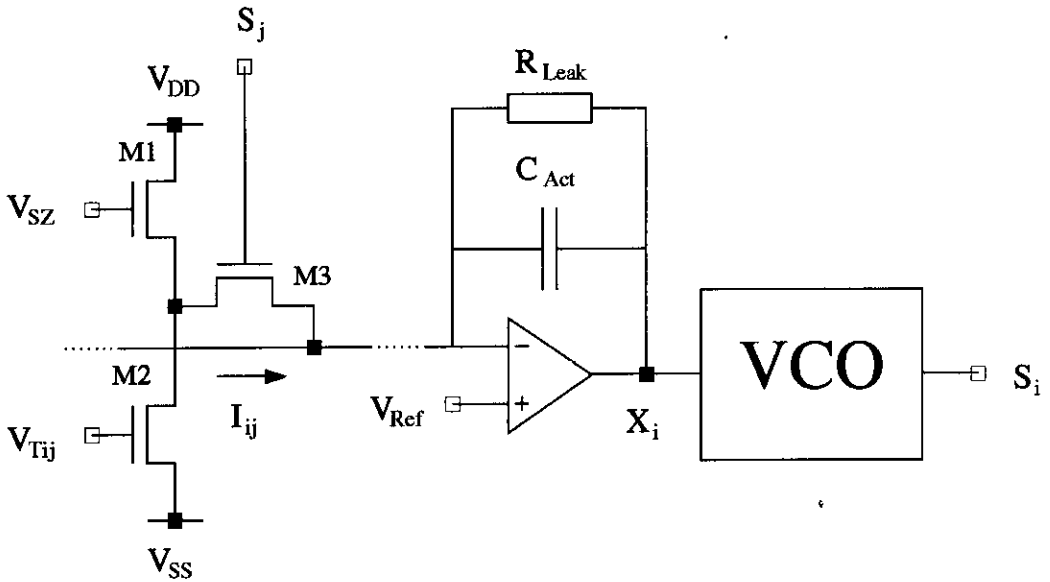 S_j
V_DD
R_Leak
M1
C_Act
V_SZ
M3
−
VCO
M2
S_i
I_ij
V_Ref
+
X_i
V_Tij
V_SS